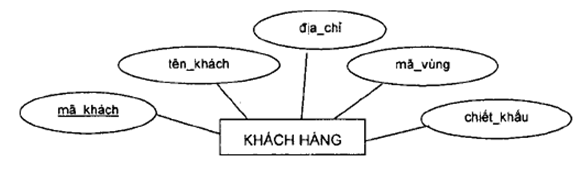 địa_chỉ
tên_khách
mã_vùng
mã_khách
chiết_khấu
KHÁCH HÀNG